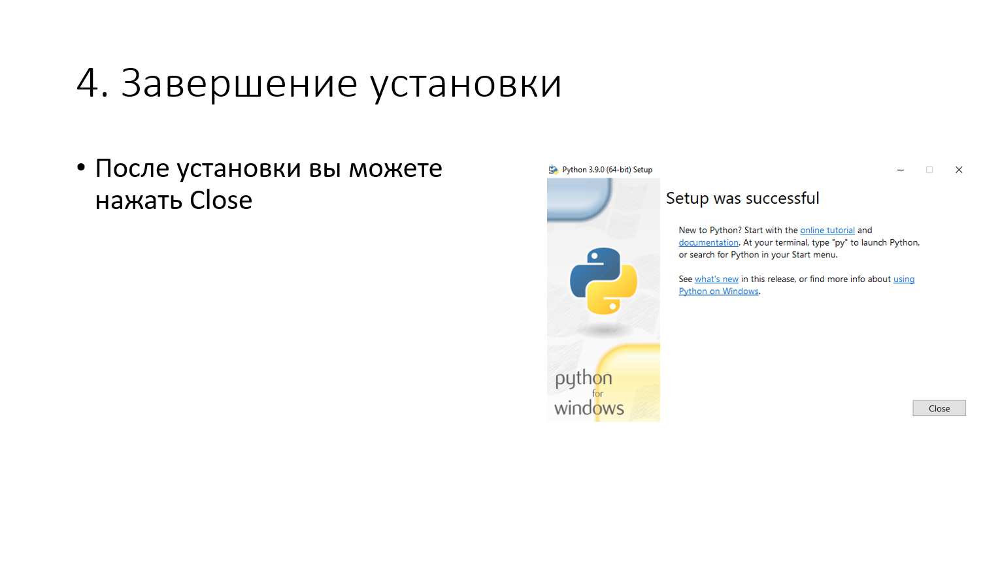 4. Завершение установки
• После установки вы можете
нажать Close
Python 3.9.0 (64-bit) Setup
Setup was successful
New to Python? Start with the online tutorial and
documentation. At your terminal, type "py" to launch Python,
or search for Python in your Start menu.
See what's new in this release, or find more info about using
Python on Windows.
python
for
windows
Close